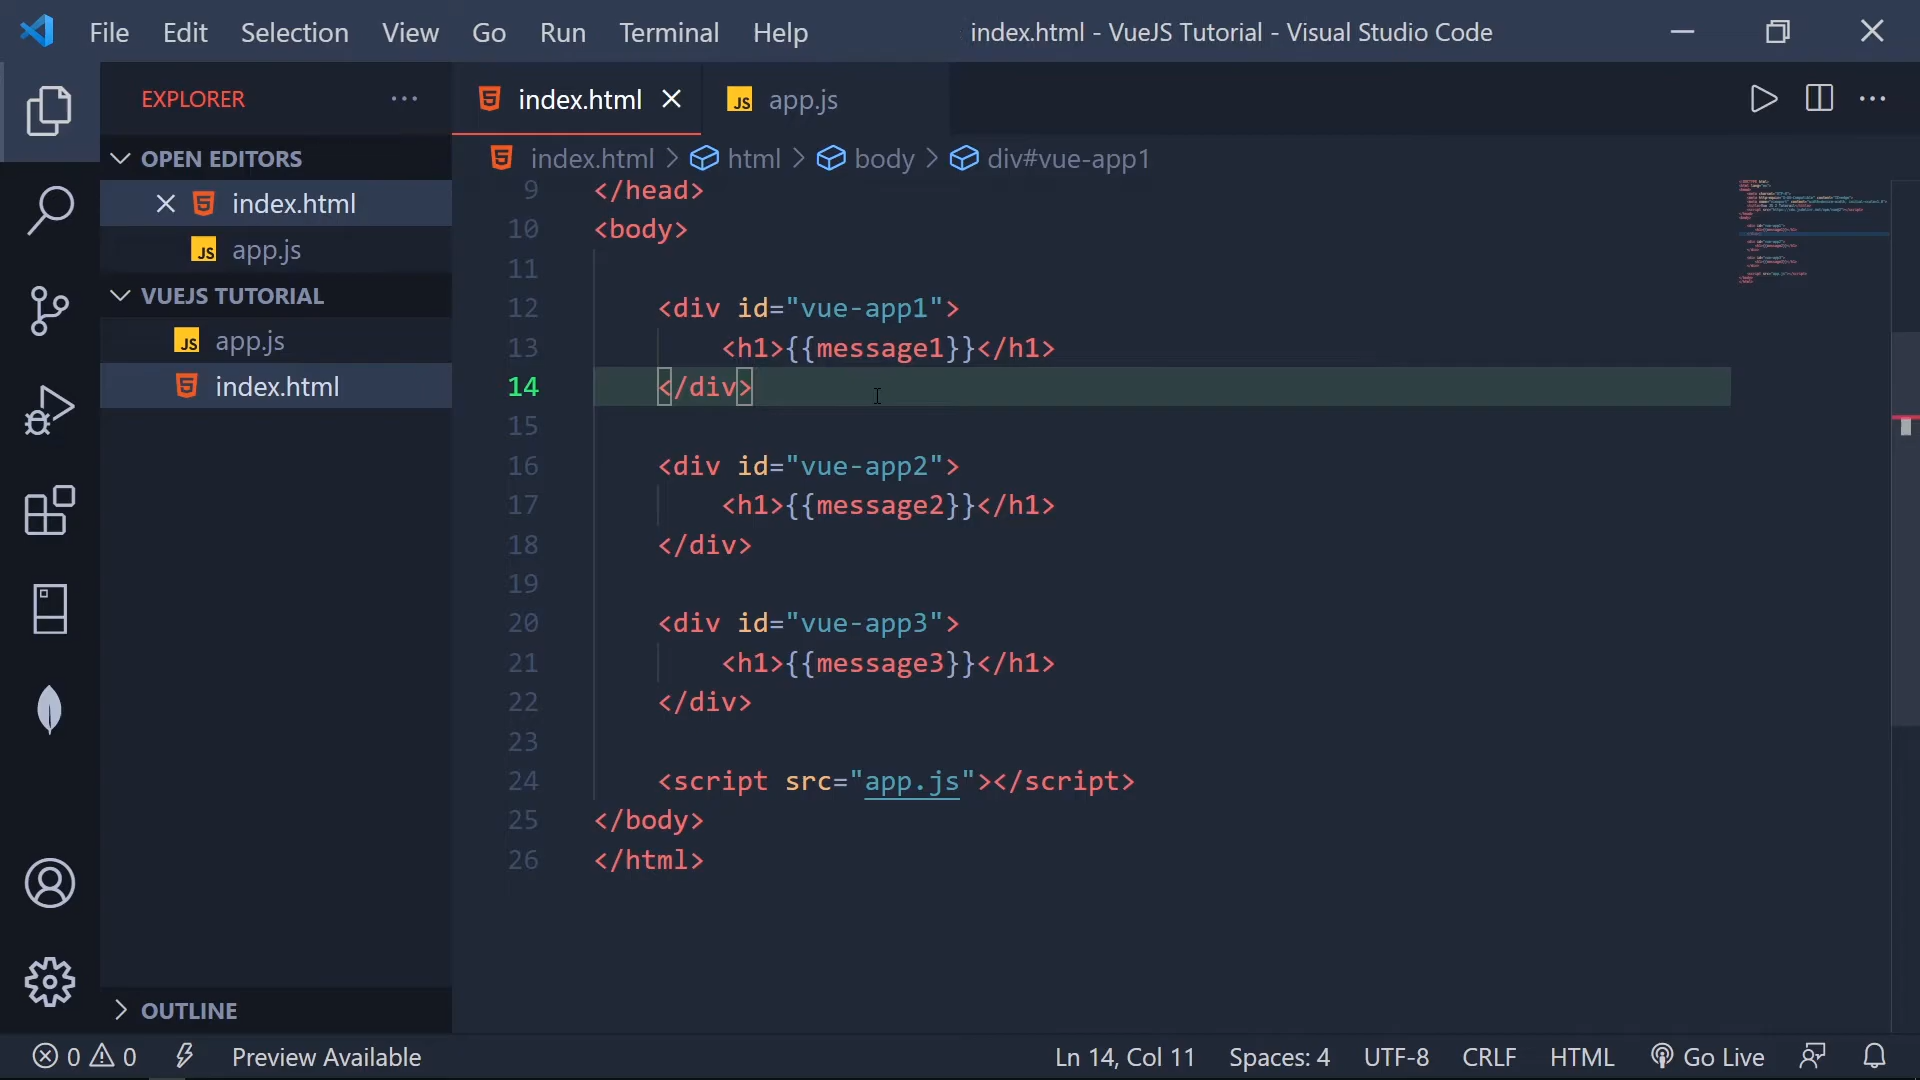 File Edit Selection View Go Run Terminal Help index.html - VueJS Tutorial - Visual Studio Code
EXPLORER
index.html
JS app.js
OPEN EDITORS
index.html
JS app.js
VUEJS TUTORIAL
JS app.js
index.html
OUTLINE
index.html > html > body > div#vue-app1
9 </head>
10 <body>
11
12 <div id="vue-app1">
13 <h1>{{message1}}</h1>
14 </div>
15
16 <div id="vue-app2">
17 <h1>{{message2}}</h1>
18 </div>
19
20 <div id="vue-app3">
21 <h1>{{message3}}</h1>
22 </div>
23
24 <script src="app.js"></script>
25 </body>
26 </html>
0 0 Preview Available Ln 14, Col 11 Spaces: 4 UTF-8 CRLF HTML Go Live